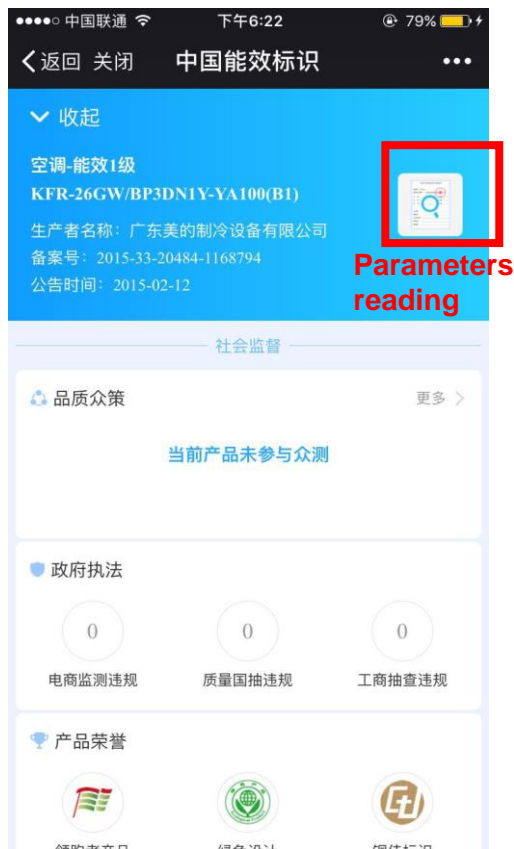 中国联通 下午6:22 79%
返回 关闭 中国能效标识
收起
空调-能效1级
KFR-26GW/BP3DN1Y-YA100(B1)
生产者名称：广东美的制冷设备有限公司
备案号：2015-33-20484-1168794
公告时间：2015-02-12
Parameters
reading
社会监督
品质众策 更多
当前产品未参与众测
政府执法
0 0 0
电商监测违规 质量国抽违规 工商抽查违规
产品荣誉